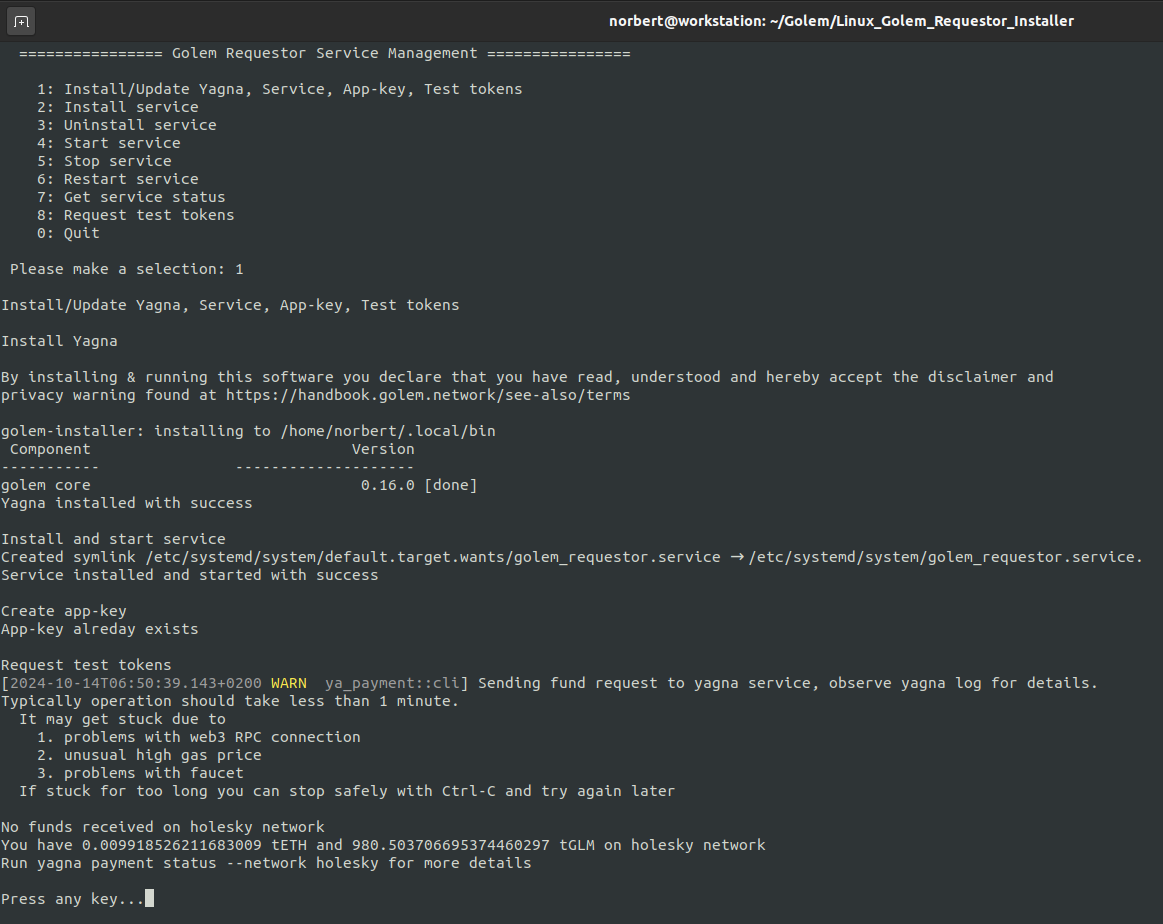 norbert@workstation: ~/Golem/Linux_Golem_Requestor_Installer
================ Golem Requestor Service Management ================
1: Install/Update Yagna, Service, App-key, Test tokens
2: Install service
3: Uninstall service
4: Start service
5: Stop service
6: Restart service
7: Get service status
8: Request test tokens
0: Quit
Please make a selection: 1
Install/Update Yagna, Service, App-key, Test tokens
Install Yagna
By installing & running this software you declare that you have read, understood and hereby accept the disclaimer and
privacy warning found at https://handbook.golem.network/see-also/terms
golem-installer: installing to /home/norbert/.local/bin
Component Version
----------- --------------------
golem core 0.16.0 [done]
Yagna installed with success
Install and start service
Created symlink /etc/systemd/system/default.target.wants/golem_requestor.service → /etc/systemd/system/golem_requestor.service.
Service installed and started with success
Create app-key
App-key alreday exists
Request test tokens
[2024-10-14T06:50:39.143+0200 WARN ya_payment::cli] Sending fund request to yagna service, observe yagna log for details.
Typically operation should take less than 1 minute.
It may get stuck due to
1. problems with web3 RPC connection
2. unusual high gas price
3. problems with faucet
If stuck for too long you can stop safely with Ctrl-C and try again later
No funds received on holesky network
You have 0.009918526211683009 tETH and 980.503706695374460297 tGLM on holesky network
Run yagna payment status --network holesky for more details
Press any key...